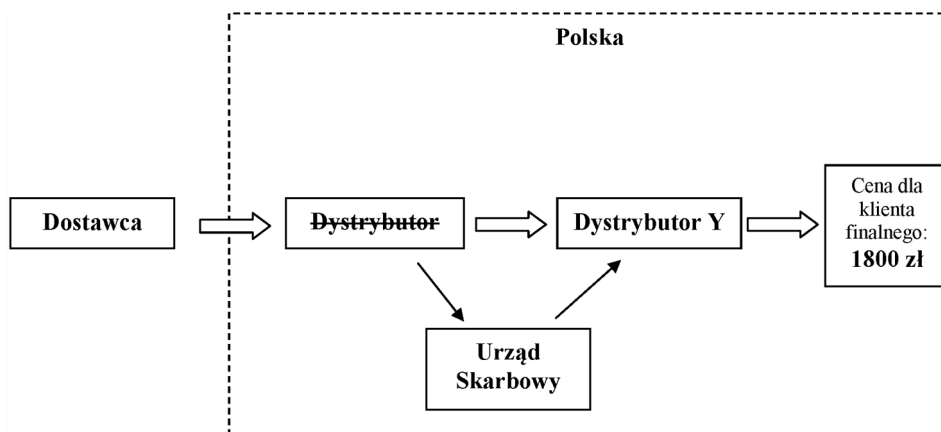 Polska
Dostawca
Dystrybutor
Dystrybutor Y
Cena dla
klienta
finalnego:
1800 zł
Urząd
Skarbowy